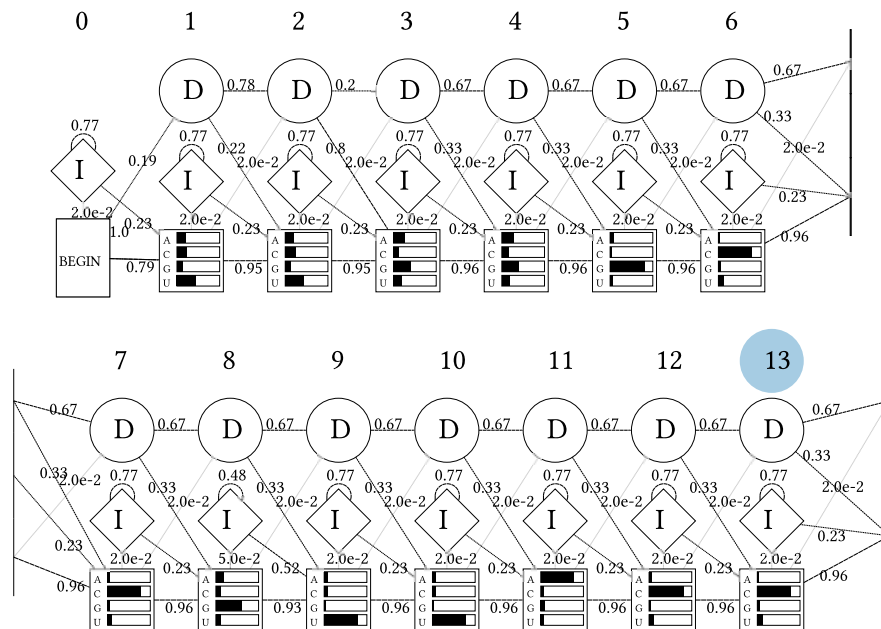 0 1 2 3 4 5 6
D D D D D D
0.78 0.2 0.67 0.67 0.67 0.67
0.33
0.77 0.77 0.77 0.77 0.77 0.77 0.77
0.19 0.22 2.0e-2 0.8 2.0e-2 0.33 2.0e-2 0.33 2.0e-2 0.33 2.0e-2 2.0e-2
I I I I I I I
0.23
2.0e-2 2.0e-2 2.0e-2 2.0e-2 2.0e-2 2.0e-2 2.0e-2
1.0 0.23 0.23 0.23 0.23 0.23 0.23
A A A A A A
0.96
C C C C C C
BEGIN 0.79 0.95 0.95 0.96 0.96 0.96
G G G G G G
U U U U U U
7 8 9 10 11 12 13
0.67 D 0.67 D 0.67 D 0.67 D 0.67 D 0.67 D 0.67 D 0.67
0.33
0.33 2.0e-2 0.77 0.48 0.77 0.77 0.77 0.77 0.77
0.33 2.0e-2 0.33 2.0e-2 0.33 2.0e-2 0.33 2.0e-2 0.33 2.0e-2 0.33 2.0e-2 2.0e-2
I I I I I I I
0.23 0.23
2.0e-2 5.0e-2 2.0e-2 2.0e-2 2.0e-2 2.0e-2 2.0e-2
0.23 0.52 0.23 0.23 0.23 0.23
0.96 A A A A A A A 0.96
C C C C C C C
0.96 0.93 0.96 0.96 0.96 0.96
G G G G G G G
U U U U U U U